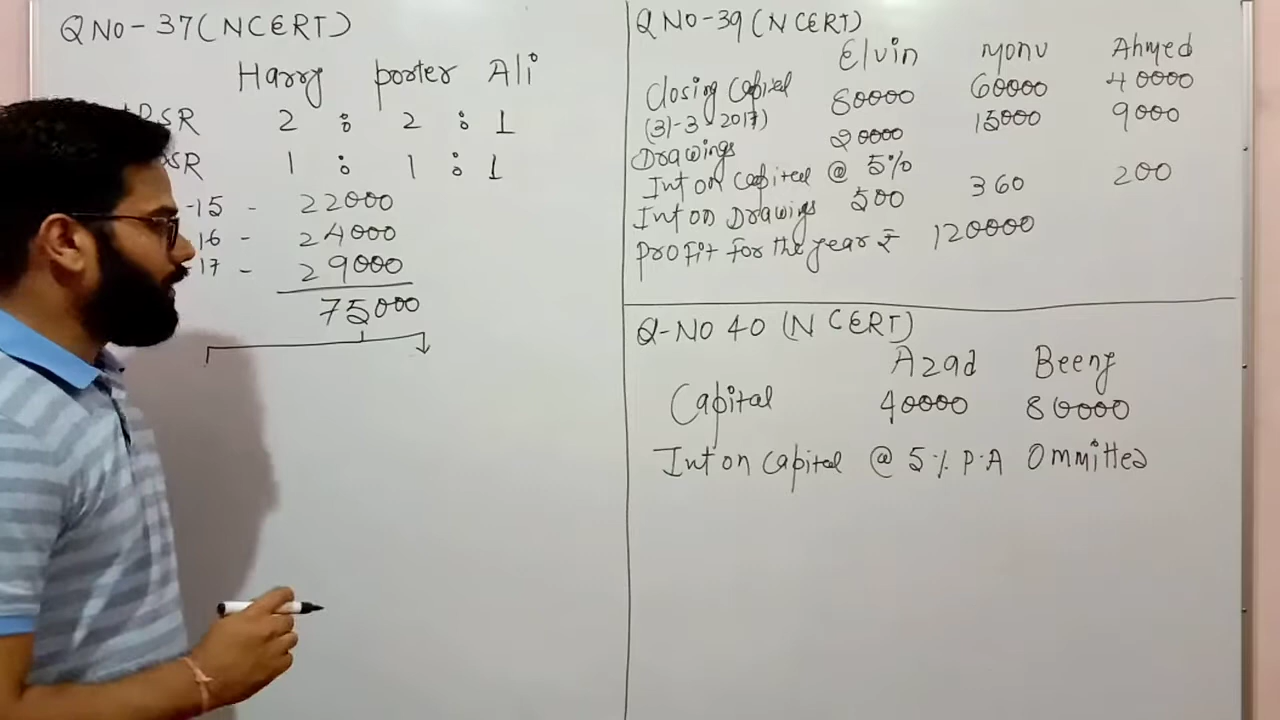 Q NO-37 (NCERT)
Harry porter Ali
PSR 2 : 2 : 1
SR 1 : 1 : 1
-15 - 22000
16 - 24000
17 - 29000
75000
Q NO-39 (NCERT)
Elvin monu Ahmed
Closing Capital 80000 60000 40000
(31-3-2017)
Drawings 20000 15000 9000
Int on Capital @ 5%
Int on Drawings 500 360 200
Profit for the year ₹ 120000
Q-NO 40 (NCERT)
Azad Beeny
Capital 40000 80000
Int on Capital @ 5% P.A Ommitted